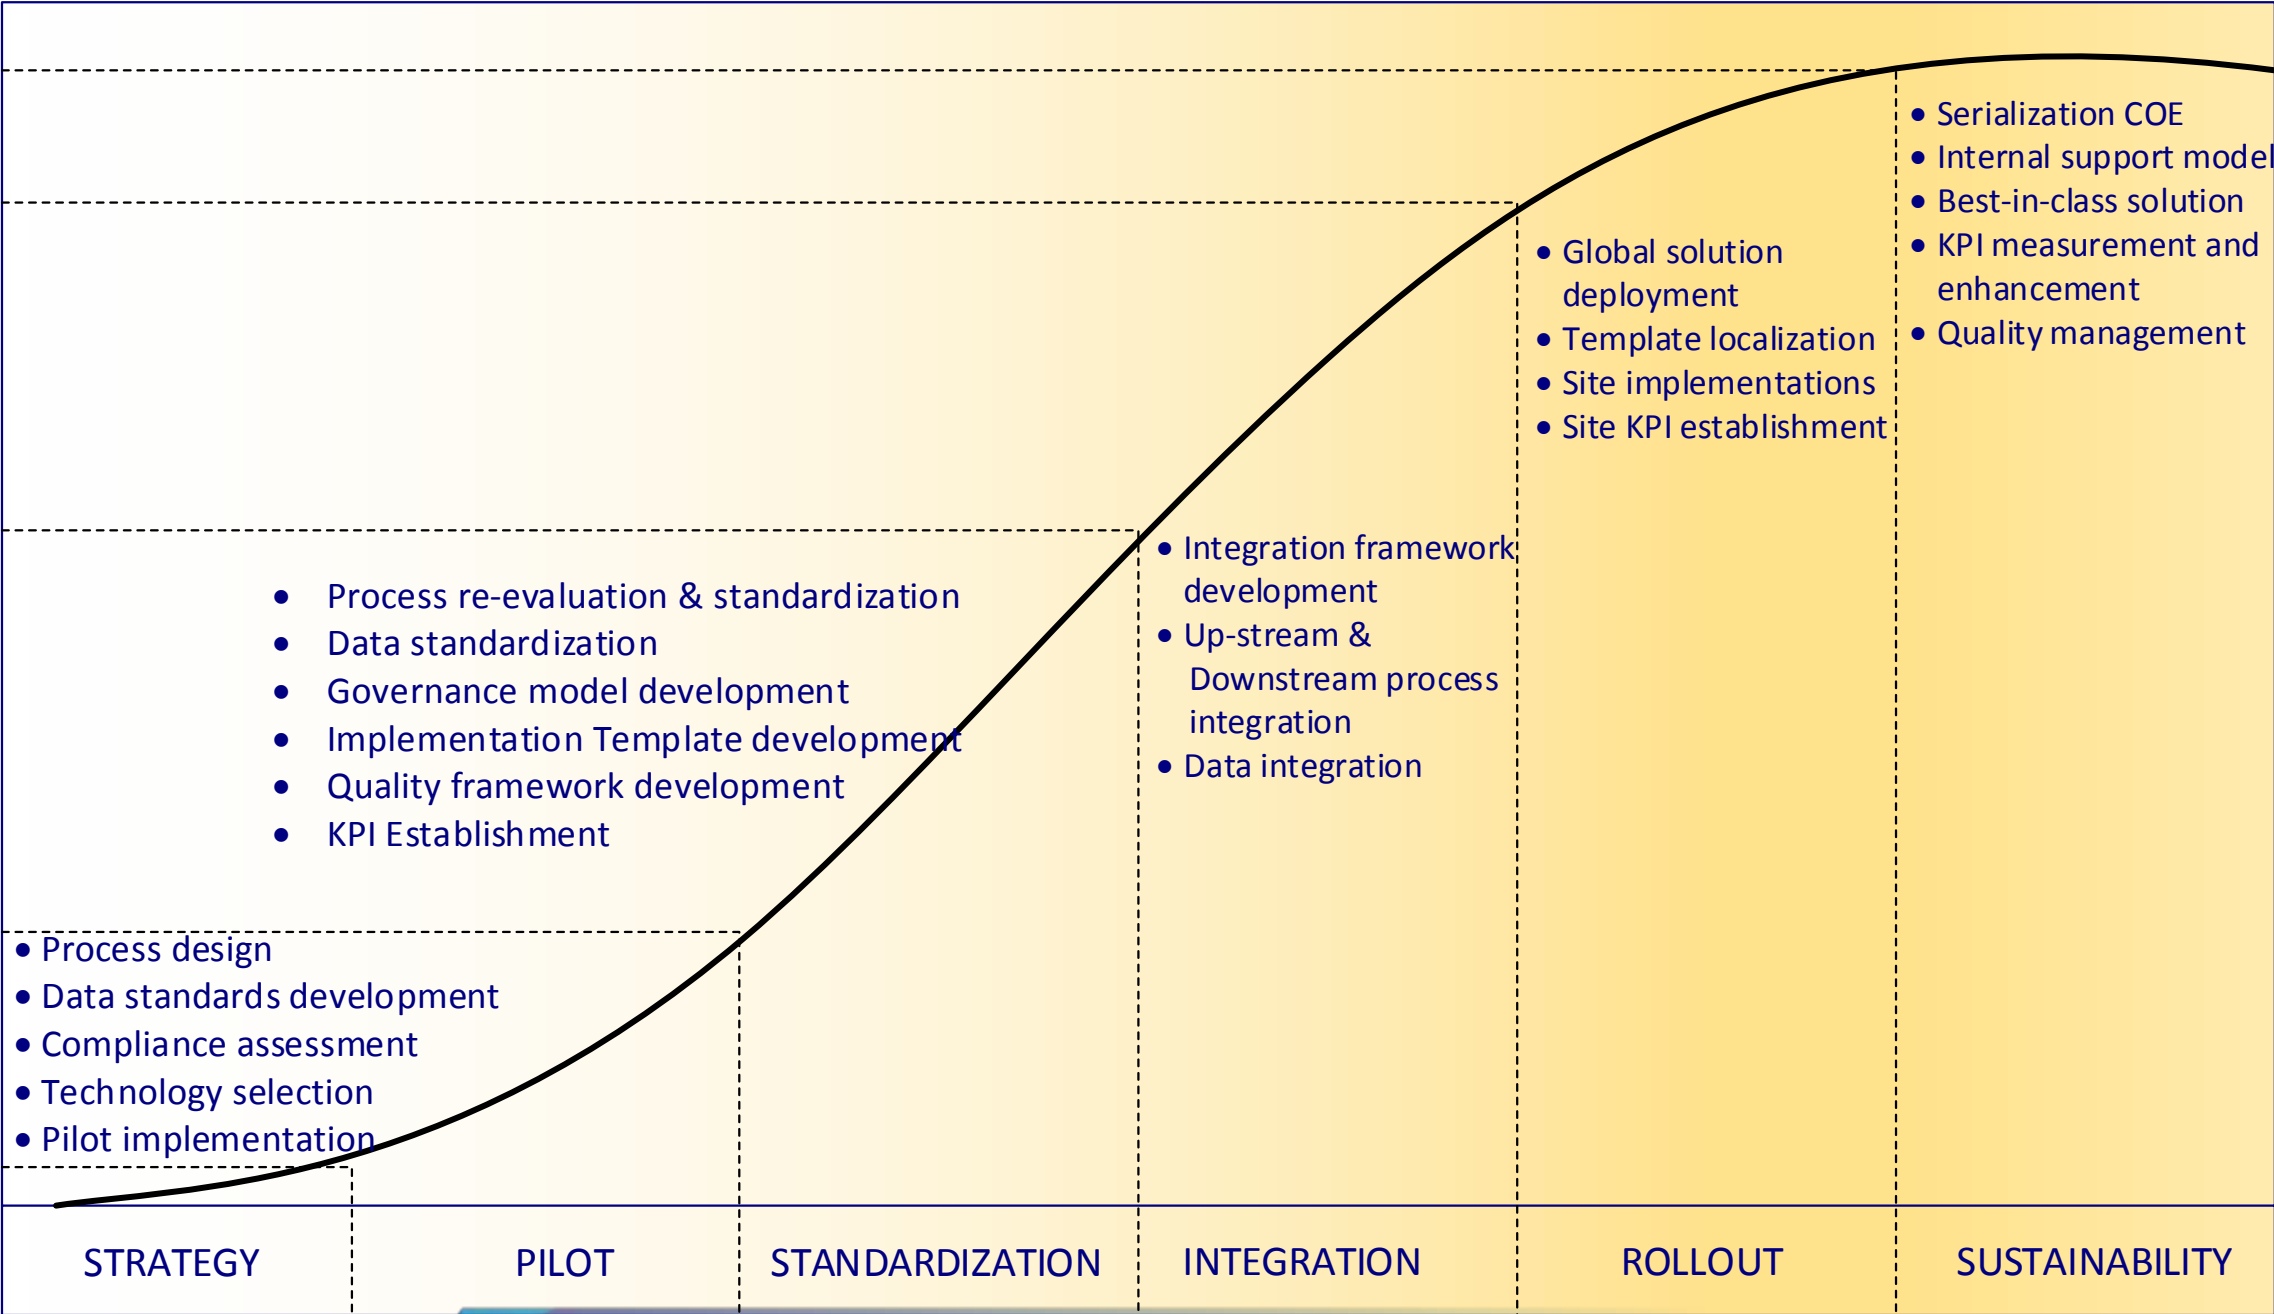 • Serialization COE
• Internal support model
• Best-in-class solution
• KPI measurement and
enhancement
• Quality management
• Global solution
deployment
• Template localization
• Site implementations
• Site KPI establishment
• Integration framework
development
• Up-stream &
Downstream process
integration
• Data integration
• Process re-evaluation & standardization
• Data standardization
• Governance model development
• Implementation Template development
• Quality framework development
• KPI Establishment
• Process design
• Data standards development
• Compliance assessment
• Technology selection
• Pilot implementation
STRATEGY PILOT STANDARDIZATION INTEGRATION ROLLOUT SUSTAINABILITY